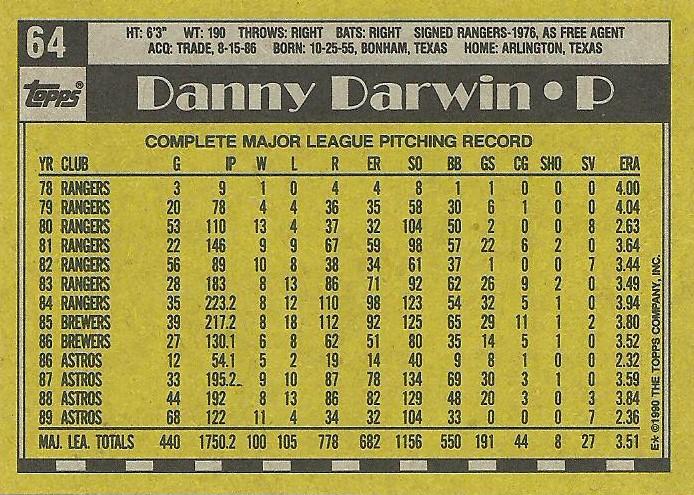 64
HT: 6'3" WT: 190 THROWS: RIGHT BATS: RIGHT SIGNED RANGERS-1976, AS FREE AGENT
ACQ: TRADE, 8-15-86 BORN: 10-25-55, BONHAM, TEXAS HOME: ARLINGTON, TEXAS
TOPPS®
Danny Darwin • P
COMPLETE MAJOR LEAGUE PITCHING RECORD
YR CLUB G IP W L R ER SO BB GS CG SHO SV ERA
78 RANGERS 3 9 1 0 4 4 8 1 1 0 0 0 4.00
79 RANGERS 20 78 4 4 36 35 58 30 6 1 0 0 4.04
80 RANGERS 53 110 13 4 37 32 104 50 2 0 0 8 2.63
81 RANGERS 22 146 9 9 67 59 98 57 22 6 2 0 3.64
82 RANGERS 56 89 10 8 38 34 61 37 1 0 0 7 3.44
83 RANGERS 28 183 8 13 86 71 92 62 26 9 2 0 3.49
84 RANGERS 35 223.2 8 12 110 98 123 54 32 5 1 0 3.94
85 BREWERS 39 217.2 8 18 112 92 125 65 29 11 1 2 3.80
86 BREWERS 27 130.1 6 8 62 51 80 35 14 5 1 0 3.52
86 ASTROS 12 54.1 5 2 19 14 40 9 8 1 0 0 2.32
87 ASTROS 33 195.2 9 10 87 78 134 69 30 3 1 0 3.59
88 ASTROS 44 192 8 13 86 82 129 48 20 3 0 3 3.84
89 ASTROS 68 122 11 4 34 32 104 33 0 0 0 7 2.36
MAJ. LEA. TOTALS 440 1750.2 100 105 778 682 1156 550 191 44 8 27 3.51
E* ©1990 THE TOPPS COMPANY, INC.